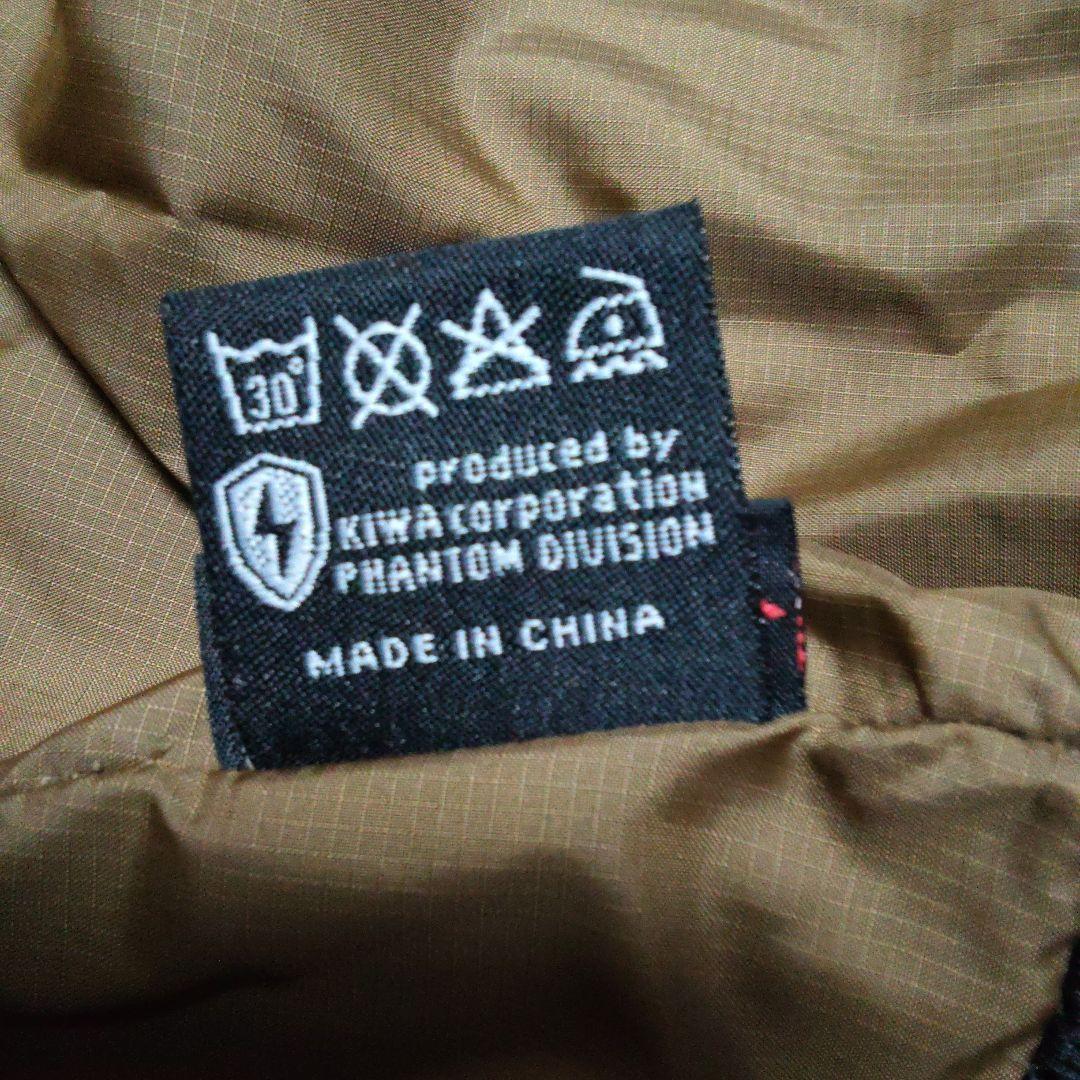 30°
produced by
KIWA corporation
PHANTOM DIVISION
MADE IN CHINA